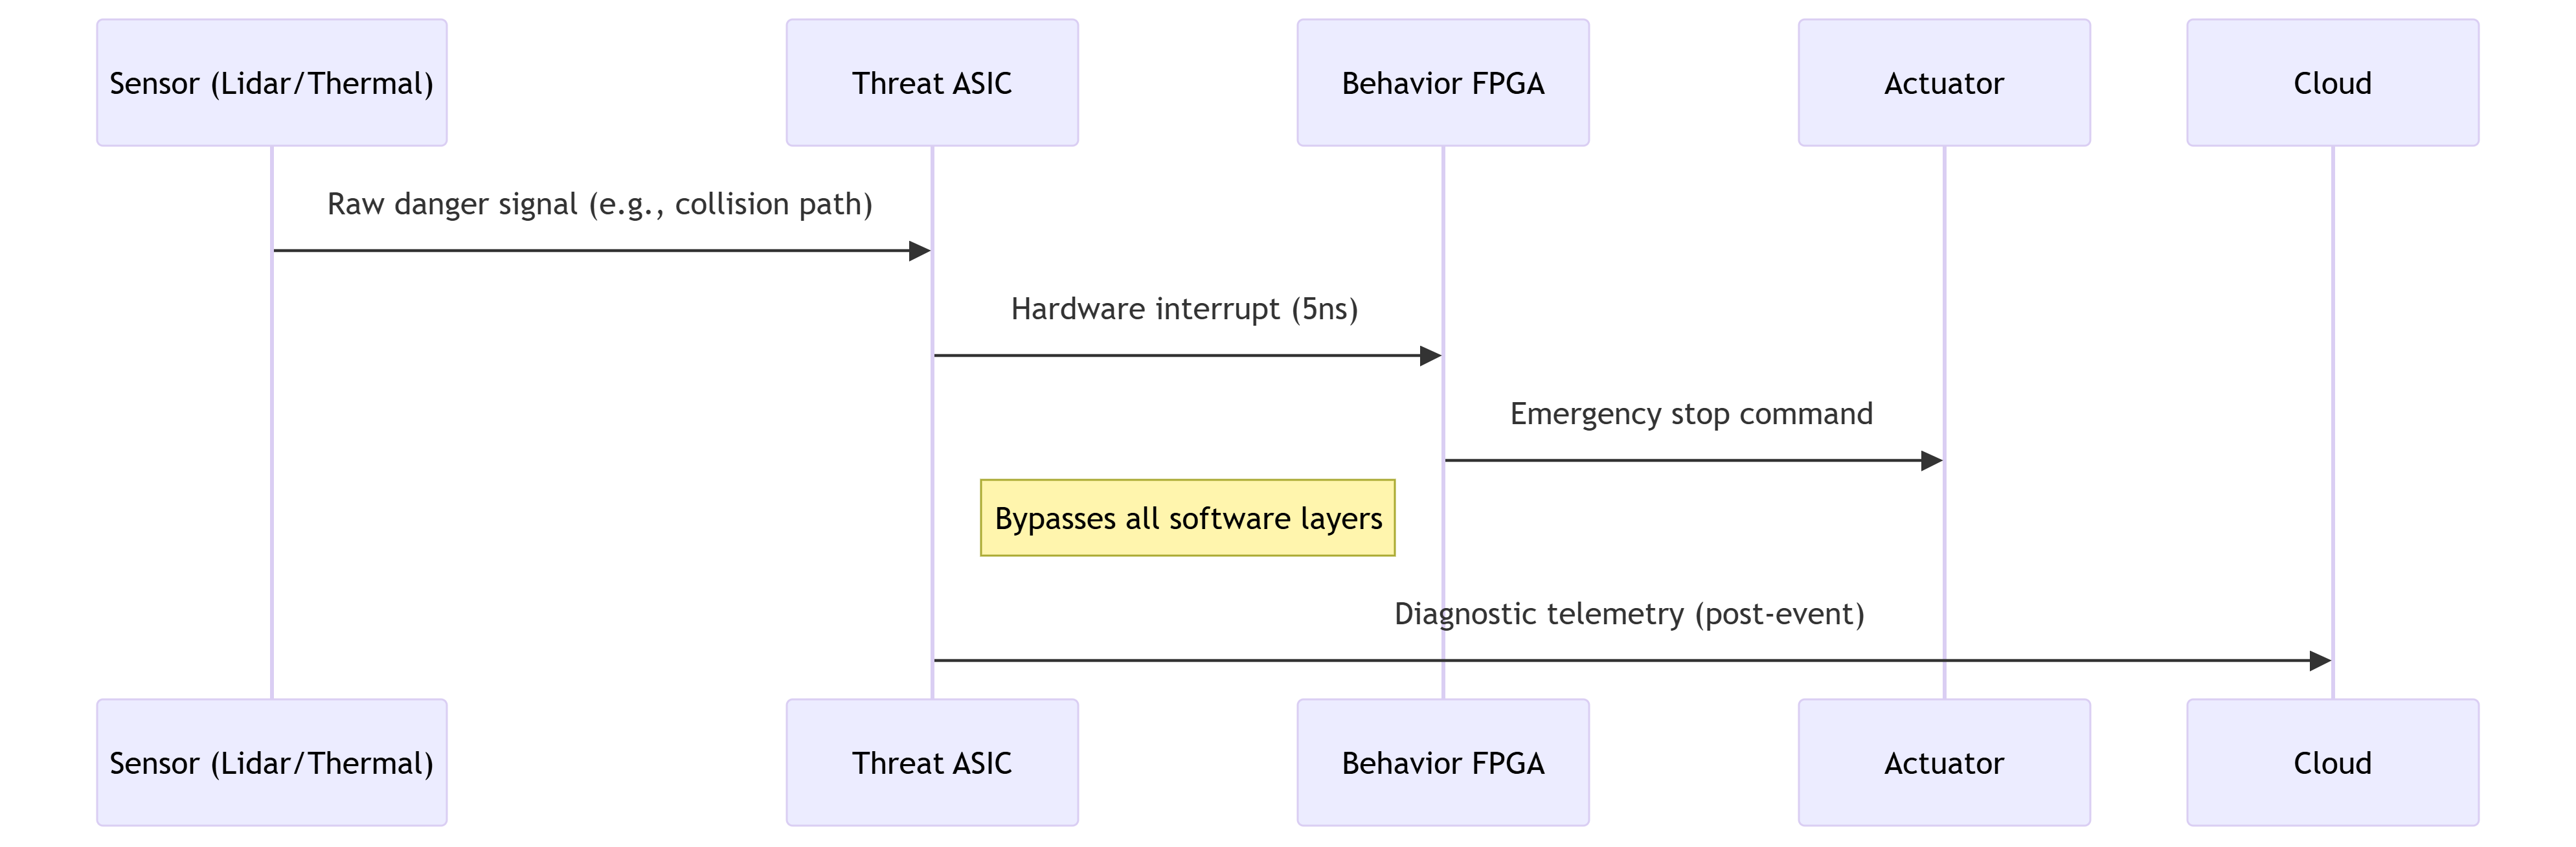 Sensor (Lidar/Thermal)
Threat ASIC
Behavior FPGA
Actuator
Cloud
Raw danger signal (e.g., collision path)
Hardware interrupt (5ns)
Emergency stop command
Bypasses all software layers
Diagnostic telemetry (post-event)
Sensor (Lidar/Thermal)
Threat ASIC
Behavior FPGA
Actuator
Cloud